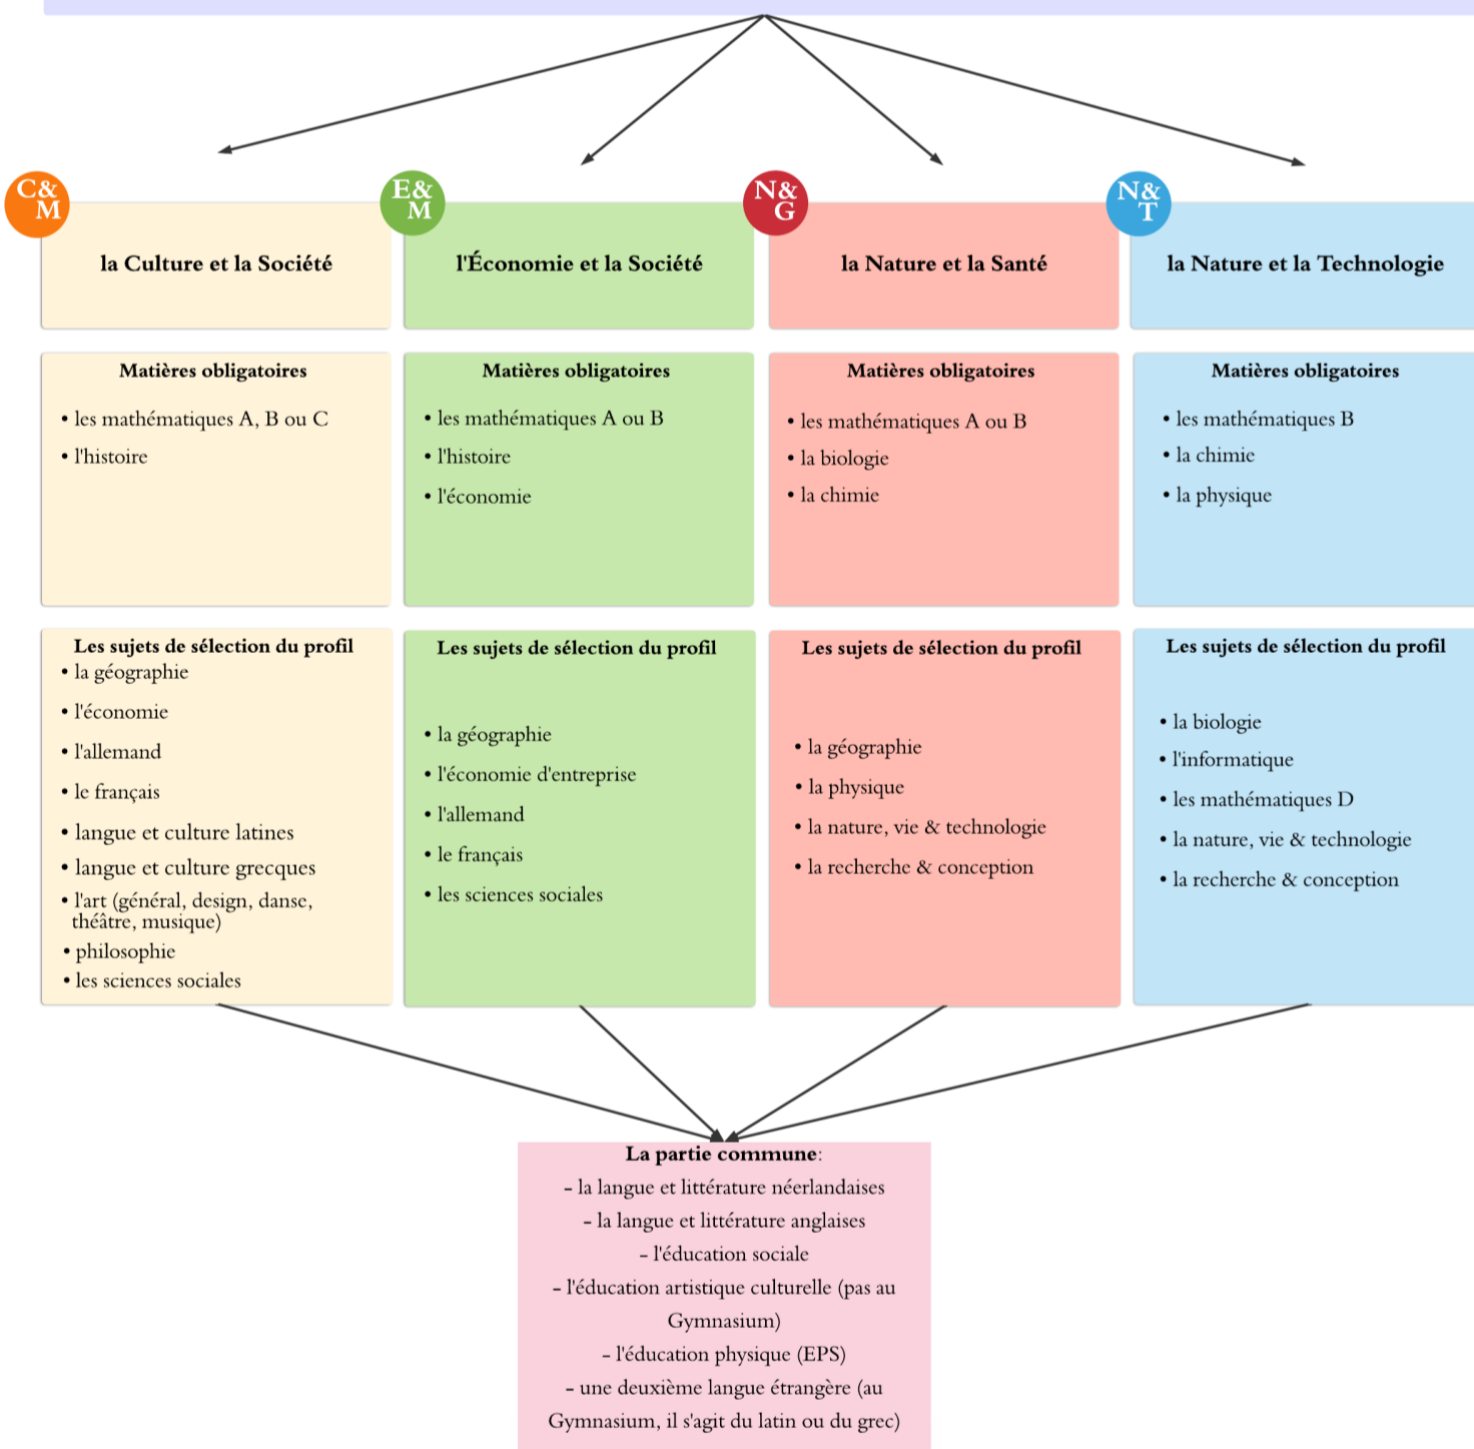 C&
M
la Culture et la Société
E&
M
l'Économie et la Société
N&
G
la Nature et la Santé
N&
T
la Nature et la Technologie
Matières obligatoires
• les mathématiques A, B ou C
• l'histoire
Matières obligatoires
• les mathématiques A ou B
• l'histoire
• l'économie
Matières obligatoires
• les mathématiques A ou B
• la biologie
• la chimie
Matières obligatoires
• les mathématiques B
• la chimie
• la physique
Les sujets de sélection du profil
• la géographie
• l'économie
• l'allemand
• le français
• langue et culture latines
• langue et culture grecques
• l'art (général, design, danse,
théâtre, musique)
• philosophie
• les sciences sociales
Les sujets de sélection du profil
• la géographie
• l'économie d'entreprise
• l'allemand
• le français
• les sciences sociales
Les sujets de sélection du profil
• la géographie
• la physique
• la nature, vie & technologie
• la recherche & conception
Les sujets de sélection du profil
• la biologie
• l'informatique
• les mathématiques D
• la nature, vie & technologie
• la recherche & conception
La partie commune:
- la langue et littérature néerlandaises
- la langue et littérature anglaises
- l'éducation sociale
- l'éducation artistique culturelle (pas au
Gymnasium)
- l'éducation physique (EPS)
- une deuxième langue étrangère (au
Gymnasium, il s'agit du latin ou du grec)